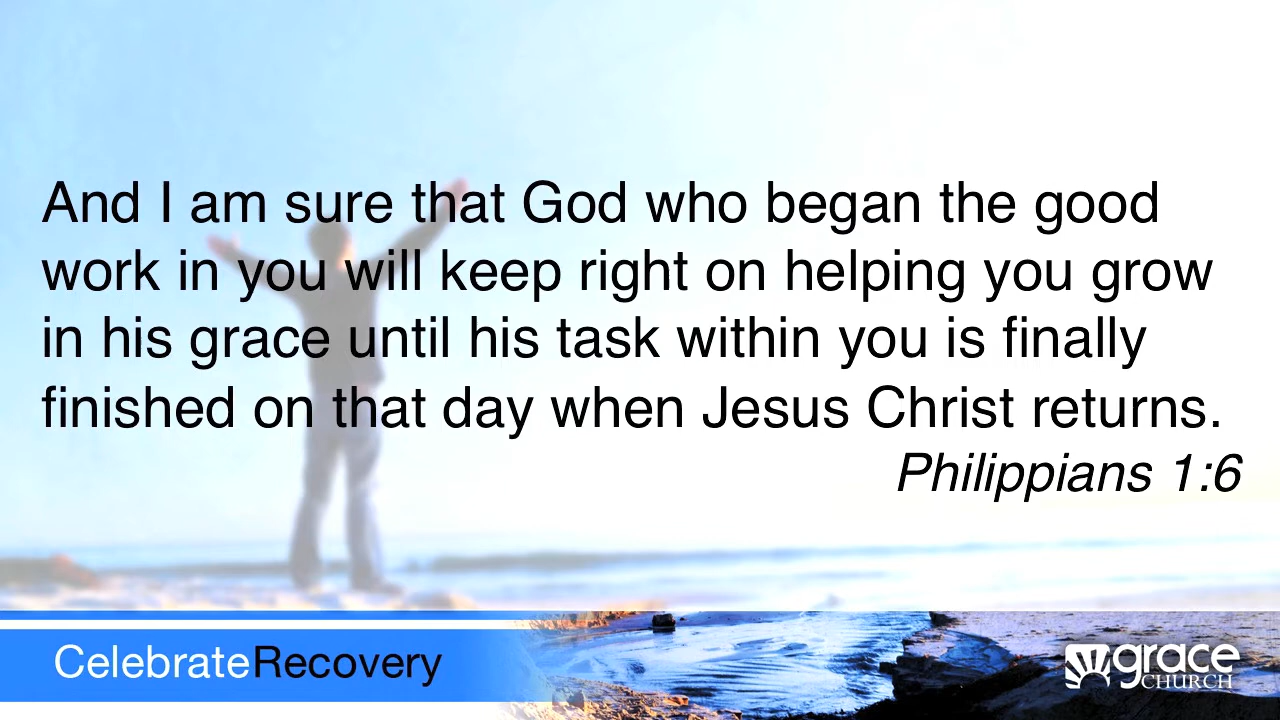 And I am sure that God who began the good
work in you will keep right on helping you grow
in his grace until his task within you is finally
finished on that day when Jesus Christ returns.
Philippians 1:6
CelebrateRecovery
grace
CHURCH